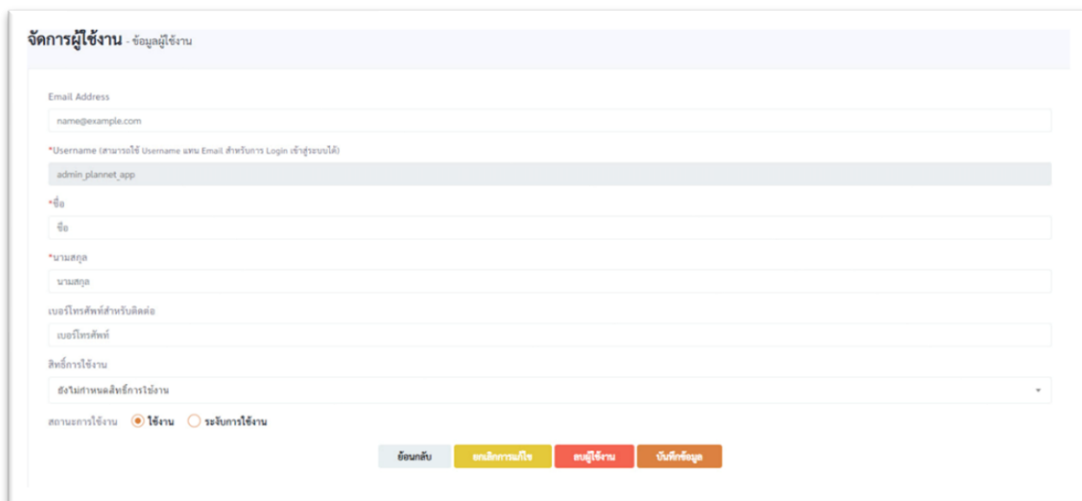 จัดการผู้ใช้งาน - ข้อมูลผู้ใช้งาน
Email Address
name@example.com
*Username (สามารถใช้ Username แทน Email สำหรับการ Login เข้าสู่ระบบได้)
admin_plannet_app
*ชื่อ
ชื่อ
*นามสกุล
นามสกุล
เบอร์โทรศัพท์สำหรับติดต่อ
เบอร์โทรศัพท์
สิทธิ์การใช้งาน
ยังไม่กำหนดสิทธิ์การใช้งาน
สถานะการใช้งาน ใช้งาน ระงับการใช้งาน
ย้อนกลับ ยกเลิกการแก้ไข ลบผู้ใช้งาน บันทึกข้อมูล